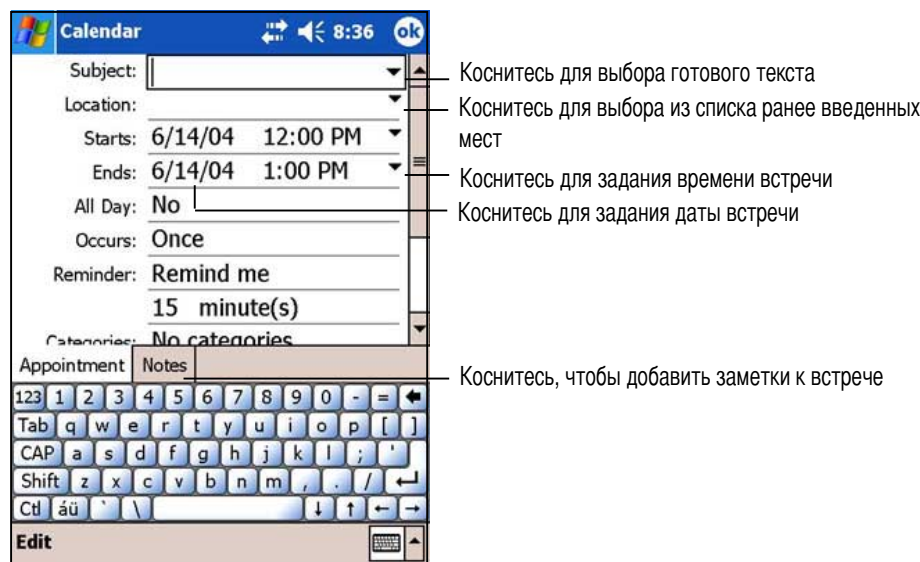 Calendar 8:36 ok
Subject:
Коснитесь для выбора готового текста
Location:
Коснитесь для выбора из списка ранее введенных
мест
Starts: 6/14/04 12:00 PM
Ends: 6/14/04 1:00 PM
Коснитесь для задания времени встречи
All Day: No
Коснитесь для задания даты встречи
Occurs: Once
Reminder: Remind me
15 minute(s)
Categories: No categories
Appointment Notes
Коснитесь, чтобы добавить заметки к встрече
123 1 2 3 4 5 6 7 8 9 0 - =
Tab q w e r t y u i o p [ ]
CAP a s d f g h j k l ; '
Shift z x c v b n m , . /
Ctl áü ` \
Edit